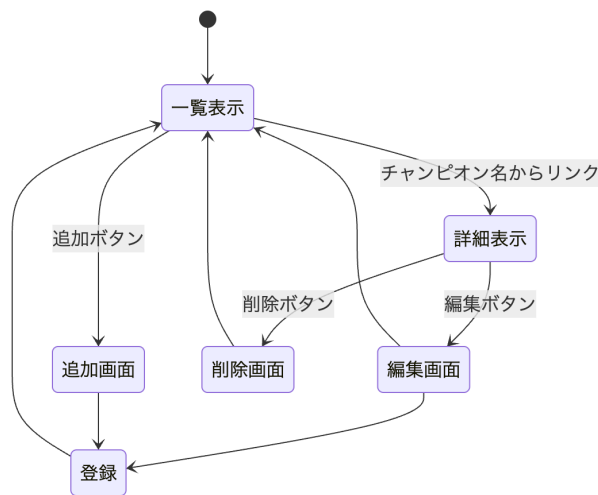 一覧表示
チャンピオン名からリンク
追加ボタン
詳細表示
削除ボタン
編集ボタン
追加画面
削除画面
編集画面
登録